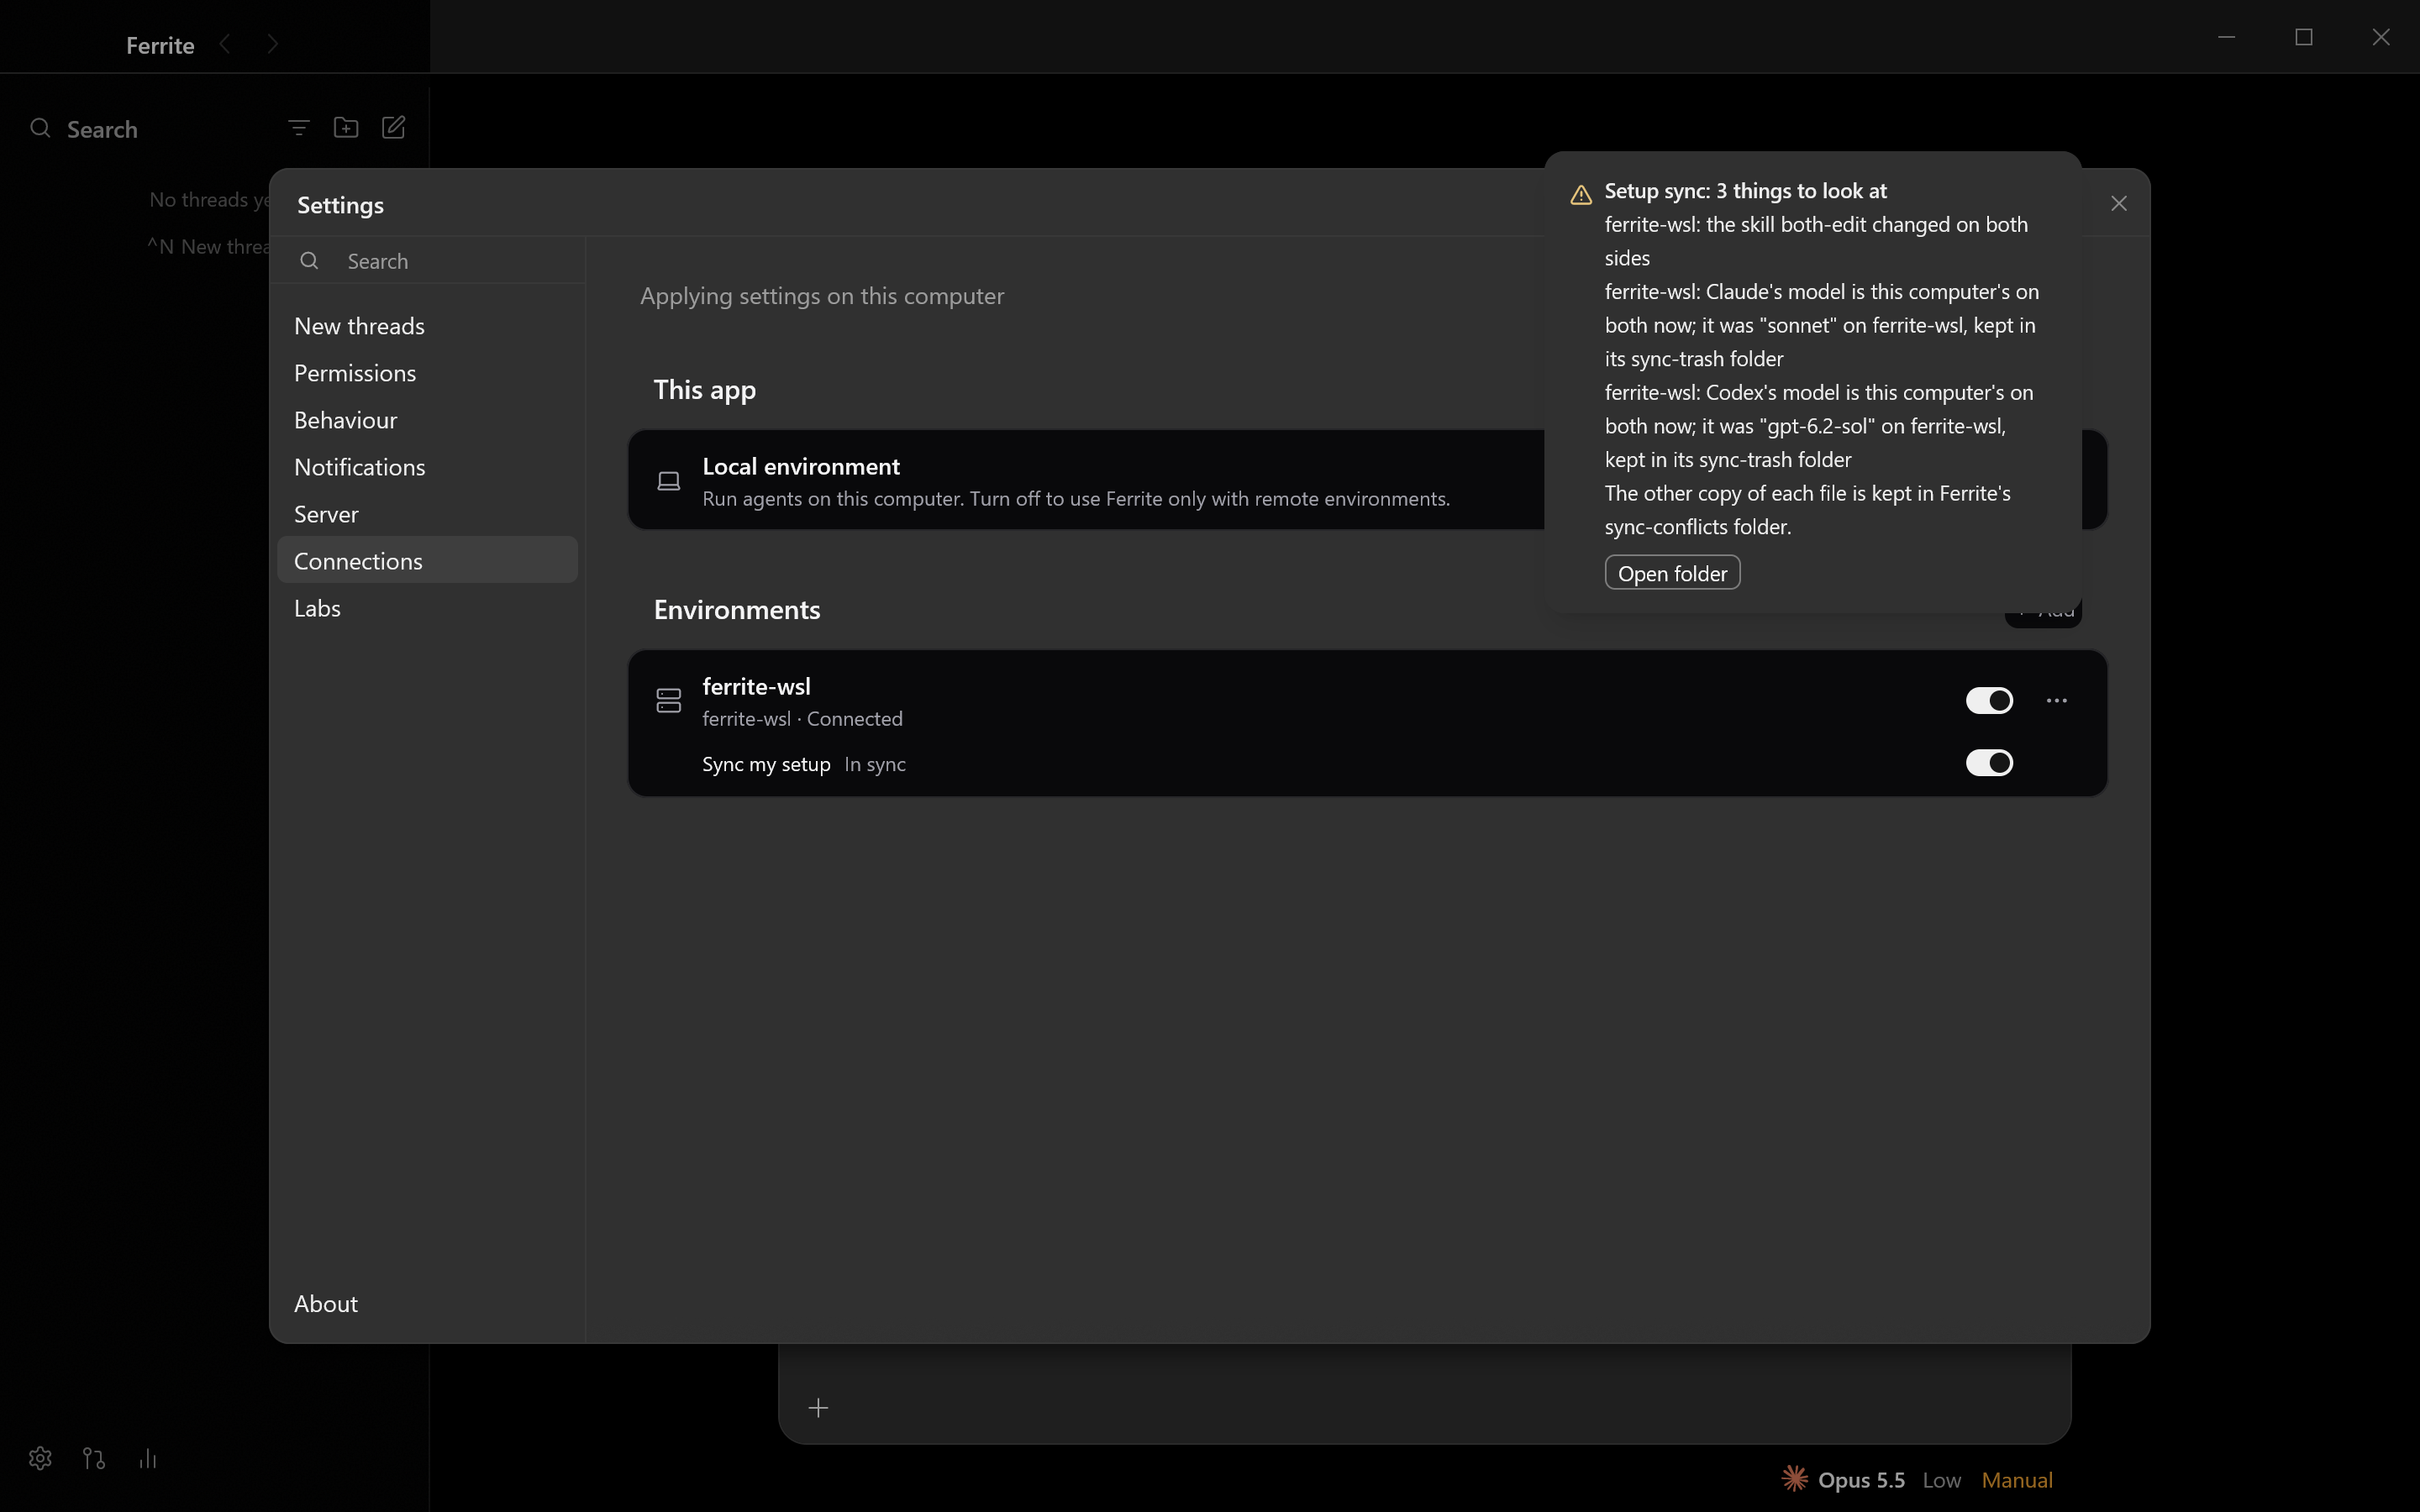 Ferrite
Search
No threads ye
^N New threa
Settings
Search
New threads
Permissions
Behaviour
Notifications
Server
Connections
Labs
About
Applying settings on this computer
This app
Local environment
Run agents on this computer. Turn off to use Ferrite only with remote environments.
Environments
Add
ferrite-wsl
ferrite-wsl · Connected
Sync my setup In sync
Setup sync: 3 things to look at
ferrite-wsl: the skill both-edit changed on both
sides
ferrite-wsl: Claude's model is this computer's on
both now; it was "sonnet" on ferrite-wsl, kept in
its sync-trash folder
ferrite-wsl: Codex's model is this computer's on
both now; it was "gpt-6.2-sol" on ferrite-wsl,
kept in its sync-trash folder
The other copy of each file is kept in Ferrite's
sync-conflicts folder.
Open folder
Opus 5.5 Low Manual